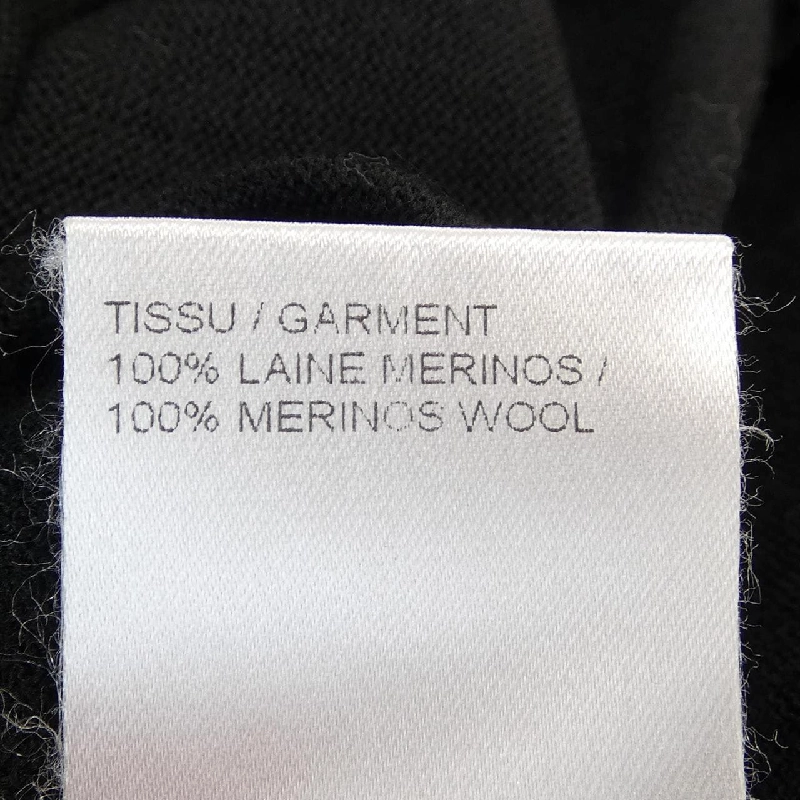 TISSU / GARMENT
100% LAINE MERINOS /
100% MERINOS WOOL